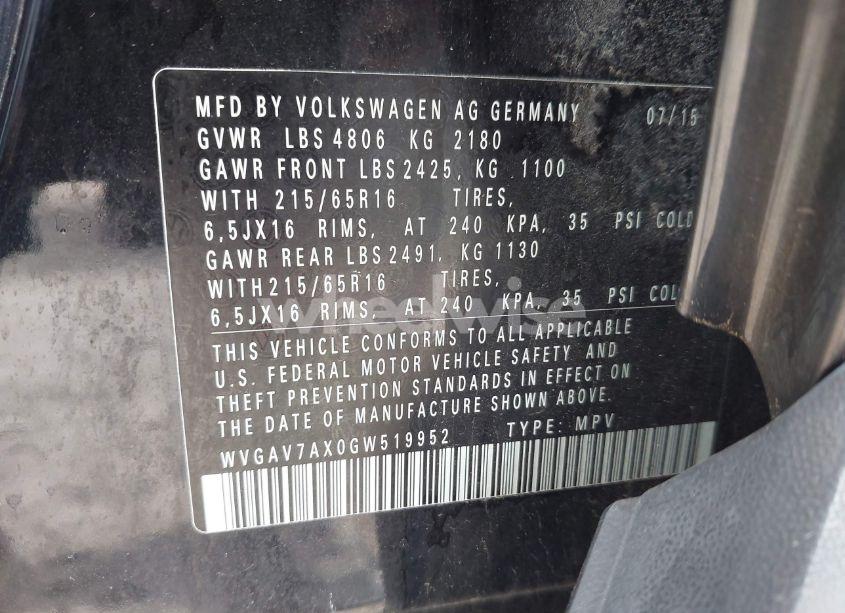 MFD BY VOLKSWAGEN AG GERMANY 07/15
GVWR LBS 4806 KG 2180
GAWR FRONT LBS 2425, KG 1100
WITH 215/65R16 TIRES,
6,5JX16 RIMS, AT 240 KPA, 35 PSI COLD
GAWR REAR LBS 2491, KG 1130
WITH 215/65R16 TIRES,
6,5JX16 RIMS, AT 240 KPA, 35 PSI COLD
wheelwise
THIS VEHICLE CONFORMS TO ALL APPLICABLE
U.S. FEDERAL MOTOR VEHICLE SAFETY AND
THEFT PREVENTION STANDARDS IN EFFECT ON
THE DATE OF MANUFACTURE SHOWN ABOVE.
WVGAV7AX0GW519952 TYPE: MPV